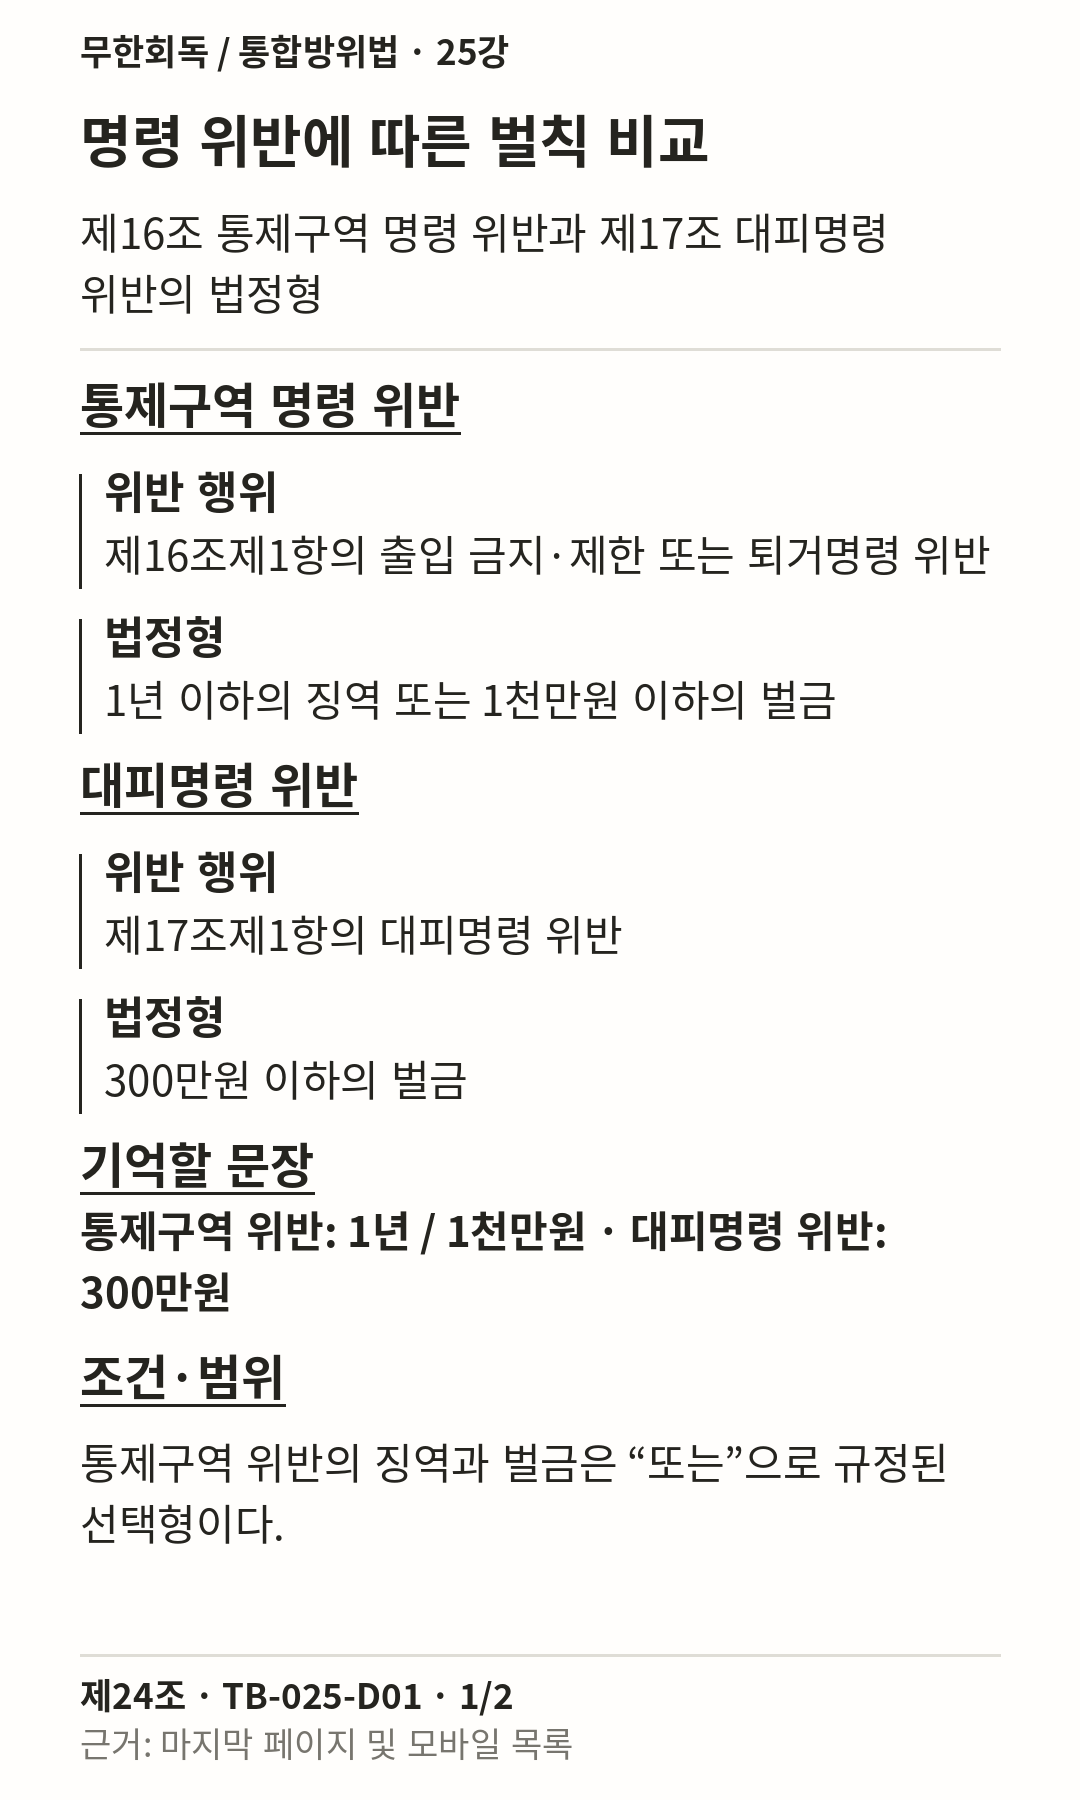 무한회독 / 통합방위법 · 25강
명령 위반에 따른 벌칙 비교
제16조 통제구역 명령 위반과 제17조 대피명령
위반의 법정형
통제구역 명령 위반
위반 행위
제16조제1항의 출입 금지·제한 또는 퇴거명령 위반
법정형
1년 이하의 징역 또는 1천만원 이하의 벌금
대피명령 위반
위반 행위
제17조제1항의 대피명령 위반
법정형
300만원 이하의 벌금
기억할 문장
통제구역 위반: 1년 / 1천만원 · 대피명령 위반:
300만원
조건·범위
통제구역 위반의 징역과 벌금은 “또는”으로 규정된
선택형이다.
제24조 · TB-025-D01 · 1/2
근거: 마지막 페이지 및 모바일 목록